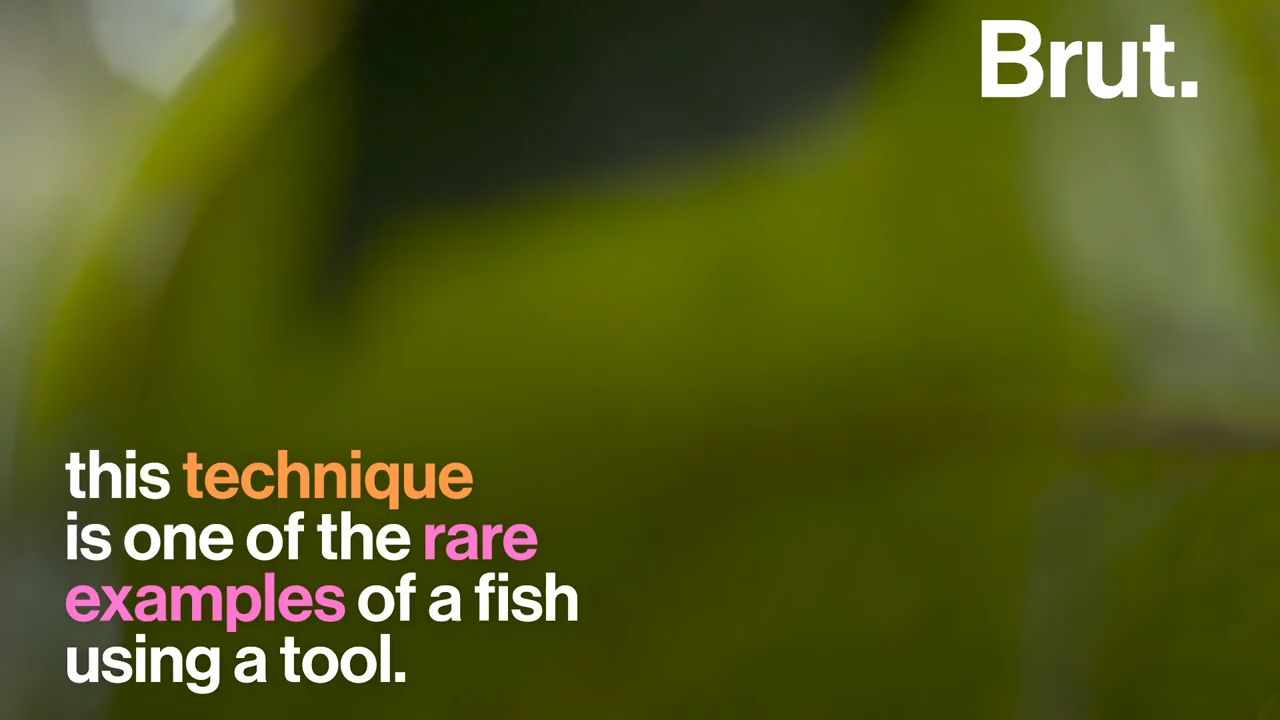 Brut.
this technique
is one of the rare
examples of a fish
using a tool.